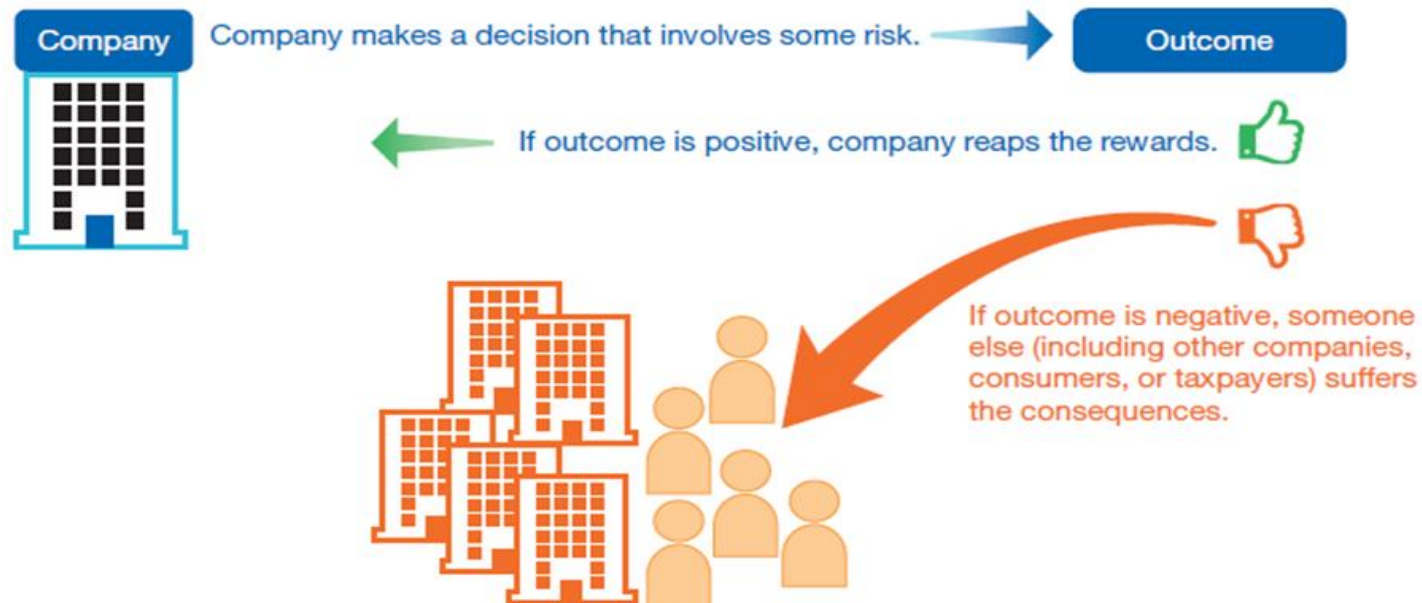 Company
Company makes a decision that involves some risk.
Outcome
If outcome is positive, company reaps the rewards.
If outcome is negative, someone
else (including other companies,
consumers, or taxpayers) suffers
the consequences.